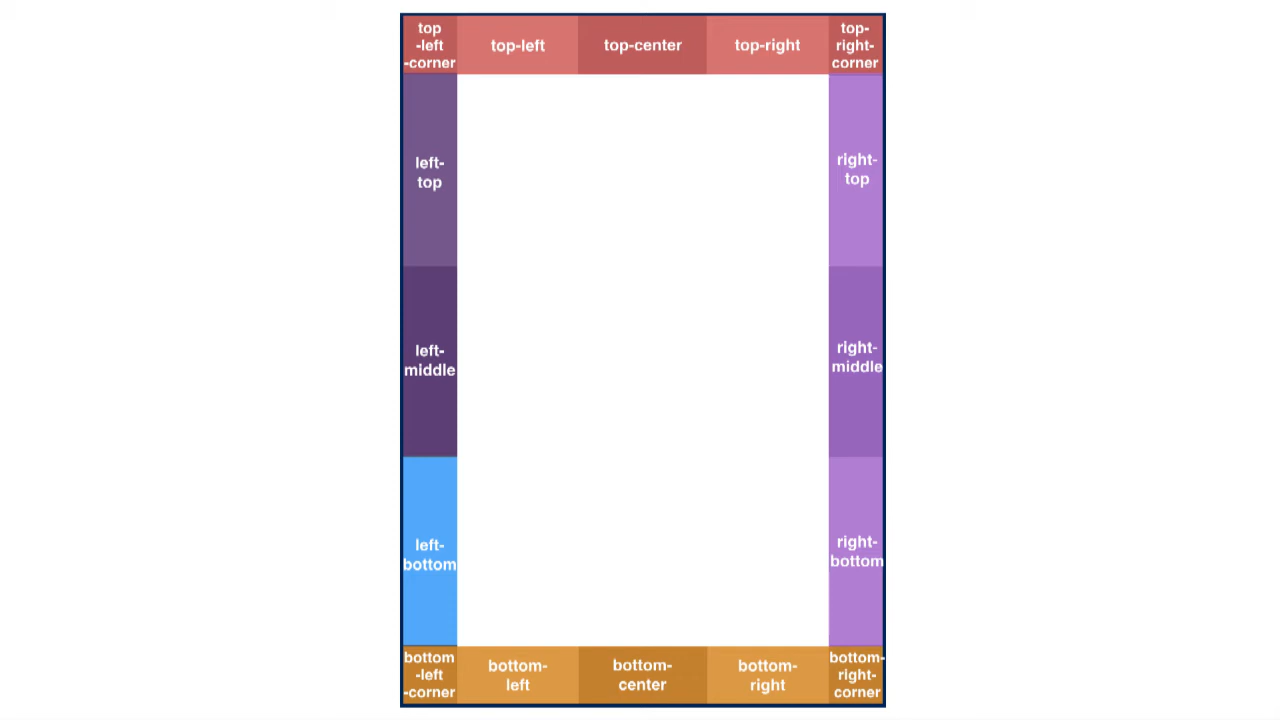 top
-left
-corner
top-left
top-center
top-right
top-
right-
corner
left-
top
right-
top
left-
middle
right-
middle
left-
bottom
right-
bottom
bottom
-left
-corner
bottom-
left
bottom-
center
bottom-
right
bottom-
right-
corner